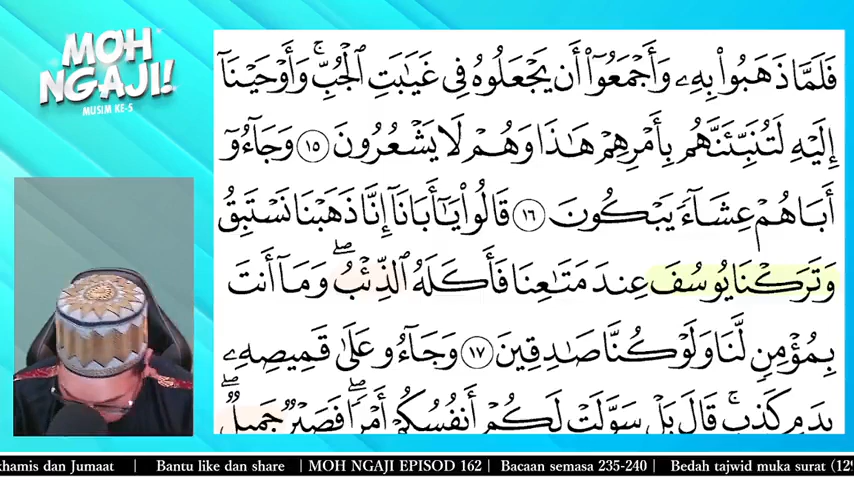 MOH
NGAJI!
MUSIM KE-5
فَلَمَّا ذَهَبُوا۟ بِهِۦ وَأَجْمَعُوٓا۟ أَن يَجْعَلُوهُ فِى غَيَـٰبَتِ ٱلْجُبِّ ۚ وَأَوْحَيْنَآ
إِلَيْهِ لَتُنَبِّئَنَّهُم بِأَمْرِهِمْ هَـٰذَا وَهُمْ لَا يَشْعُرُونَ ١٥ وَجَآءُوٓ
أَبَاهُمْ عِشَآءً يَبْكُونَ ١٦ قَالُوا۟ يَـٰٓأَبَانَآ إِنَّا ذَهَبْنَا نَسْتَبِقُ
وَتَرَكْنَا يُوسُفَ عِندَ مَتَـٰعِنَا فَأَكَلَهُ ٱلذِّئْبُ ۖ وَمَآ أَنتَ
بِمُؤْمِنٍ لَّنَا وَلَوْ كُنَّا صَـٰدِقِينَ ١٧ وَجَآءُو عَلَىٰ قَمِيصِهِۦ
بِدَمٍ كَذِبٍ ۚ قَالَ بَلْ سَوَّلَتْ لَكُمْ أَنفُسُكُمْ أَمْرًا ۖ فَصَبْرٌ جَمِيلٌ ۖ
khamis dan Jumaat | Bantu like dan share | MOH NGAJI EPISOD 162 | Bacaan semasa 235-240 | Bedah tajwid muka surat (129